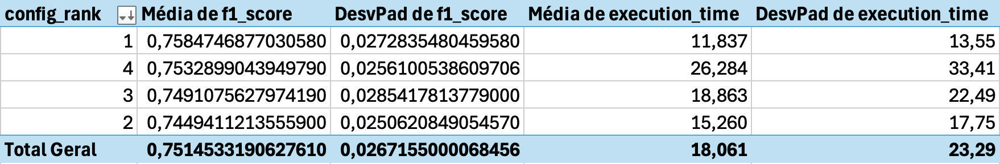 config_rank Média de f1_score DesvPad de f1_score Média de execution_time DesvPad de execution_time
1 0,7584746877030580 0,0272835480459580 11,837 13,55
4 0,7532899043949790 0,0256100538609706 26,284 33,41
3 0,7491075627974190 0,0285417813779000 18,863 22,49
2 0,7449411213555900 0,0250620849054570 15,260 17,75
Total Geral 0,7514533190627610 0,0267155000068456 18,061 23,29